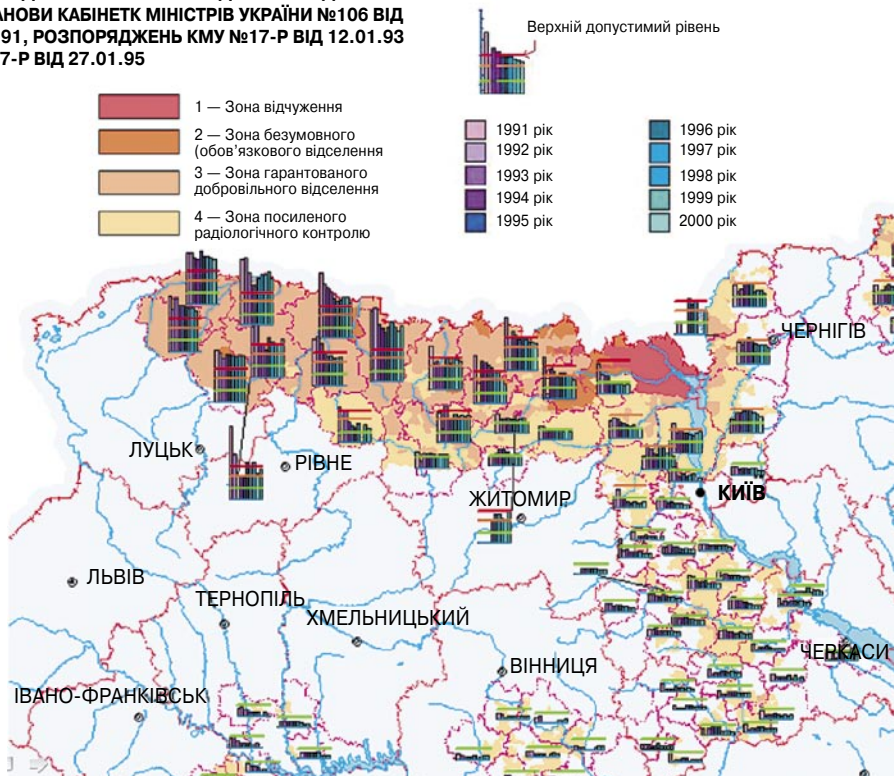 АНОВИ КАБІНЕТК МІНІСТРІВ УКРАЇНИ №106 ВІД
91, РОЗПОРЯДЖЕНЬ КМУ №17-Р ВІД 12.01.93
7-Р ВІД 27.01.95
Верхній допустимий рівень
1 — Зона відчуження
2 — Зона безумовного
(обов’язкового відселення
3 — Зона гарантованого
добровільного відселення
4 — Зона посиленого
радіологічного контролю
1991 рік
1992 рік
1993 рік
1994 рік
1995 рік
1996 рік
1997 рік
1998 рік
1999 рік
2000 рік
ЧЕРНІГІВ
ЛУЦЬК
РІВНЕ
ЖИТОМИР
КИЇВ
ЛЬВІВ
ТЕРНОПІЛЬ
ХМЕЛЬНИЦЬКИЙ
ВІННИЦЯ
ЧЕРКАСИ
ІВАНО-ФРАНКІВСЬК